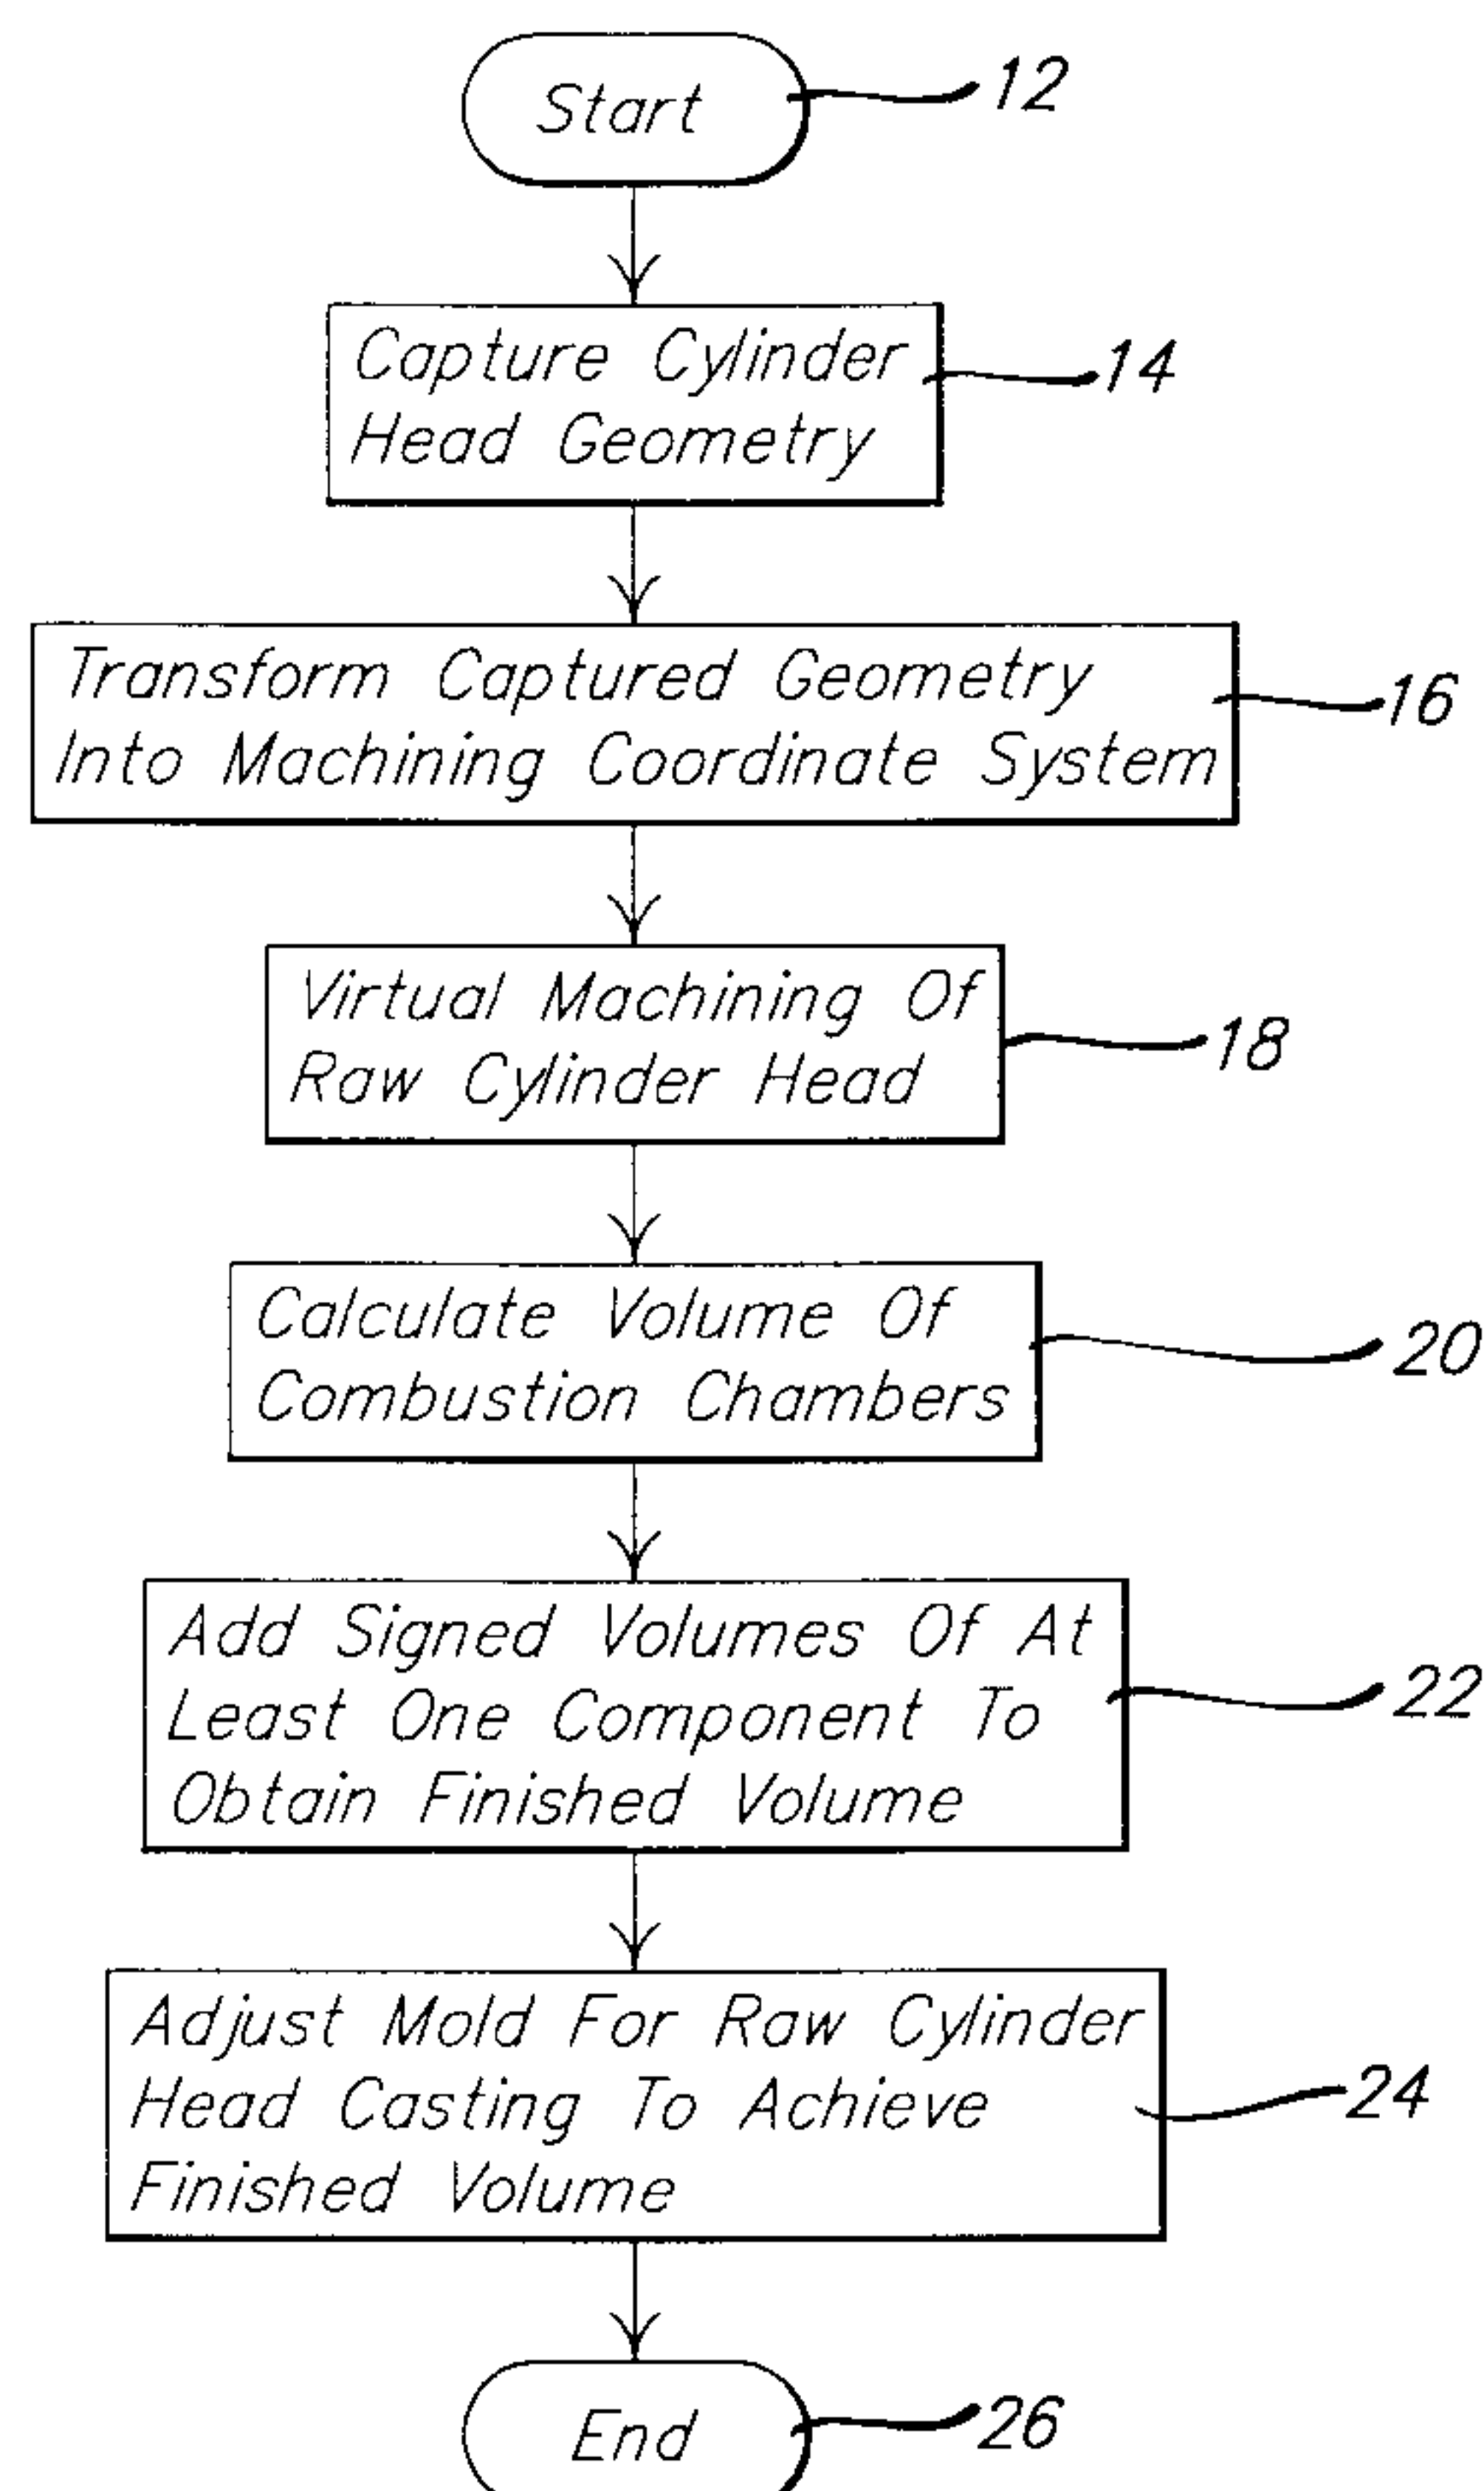 Start
12
Capture Cylinder
Head Geometry
14
Transform Captured Geometry
Into Machining Coordinate System
16
Virtual Machining Of
Raw Cylinder Head
18
Calculate Volume Of
Combustion Chambers
20
Add Signed Volumes Of At
Least One Component To
Obtain Finished Volume
22
Adjust Mold For Raw Cylinder
Head Casting To Achieve
Finished Volume
24
End
26